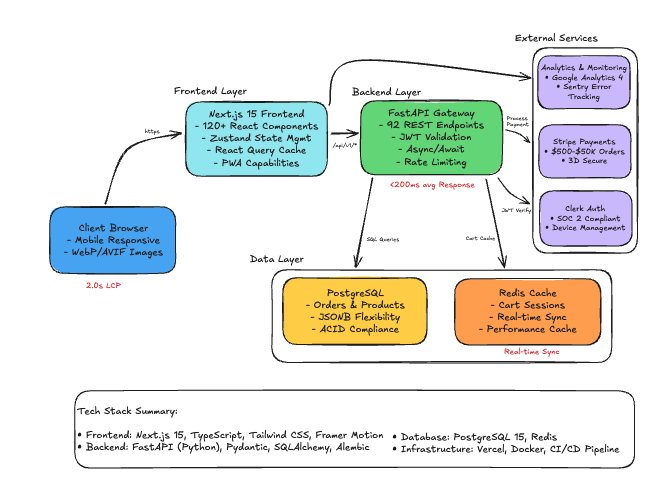 External Services
Analytics & Monitoring
• Google Analytics 4
• Sentry Error
Tracking
Frontend Layer
Backend Layer
Next.js 15 Frontend
- 120+ React Components
- Zustand State Mgmt
- React Query Cache
- PWA Capabilities
FastAPI Gateway
- 92 REST Endpoints
- JWT Validation
- Async/Await
- Rate Limiting
https
/api/v1/*
Process
Payment
Stripe Payments
• $500-$50K Orders
• 3D Secure
<200ms avg Response
JWT Verify
Clerk Auth
• SOC 2 Compliant
• Device Management
Client Browser
- Mobile Responsive
- WebP/AVIF Images
2.0s LCP
SQL Queries
Cart Cache
Data Layer
PostgreSQL
- Orders & Products
- JSONB Flexibility
- ACID Compliance
Redis Cache
- Cart Sessions
- Real-time Sync
- Performance Cache
Real-time Sync
Tech Stack Summary:
• Frontend: Next.js 15, TypeScript, Tailwind CSS, Framer Motion
• Backend: FastAPI (Python), Pydantic, SQLAlchemy, Alembic
• Database: PostgreSQL 15, Redis
• Infrastructure: Vercel, Docker, CI/CD Pipeline